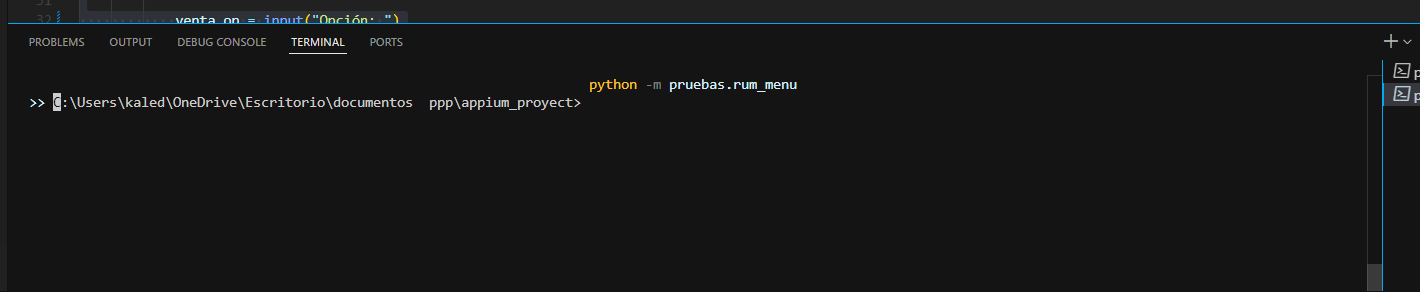 32
venta_op = input("Opción: ")
PROBLEMS OUTPUT DEBUG CONSOLE TERMINAL PORTS
python -m pruebas.rum_menu
>> C:\Users\kaled\OneDrive\Escritorio\documentos  ppp\appium_proyect>
p
p